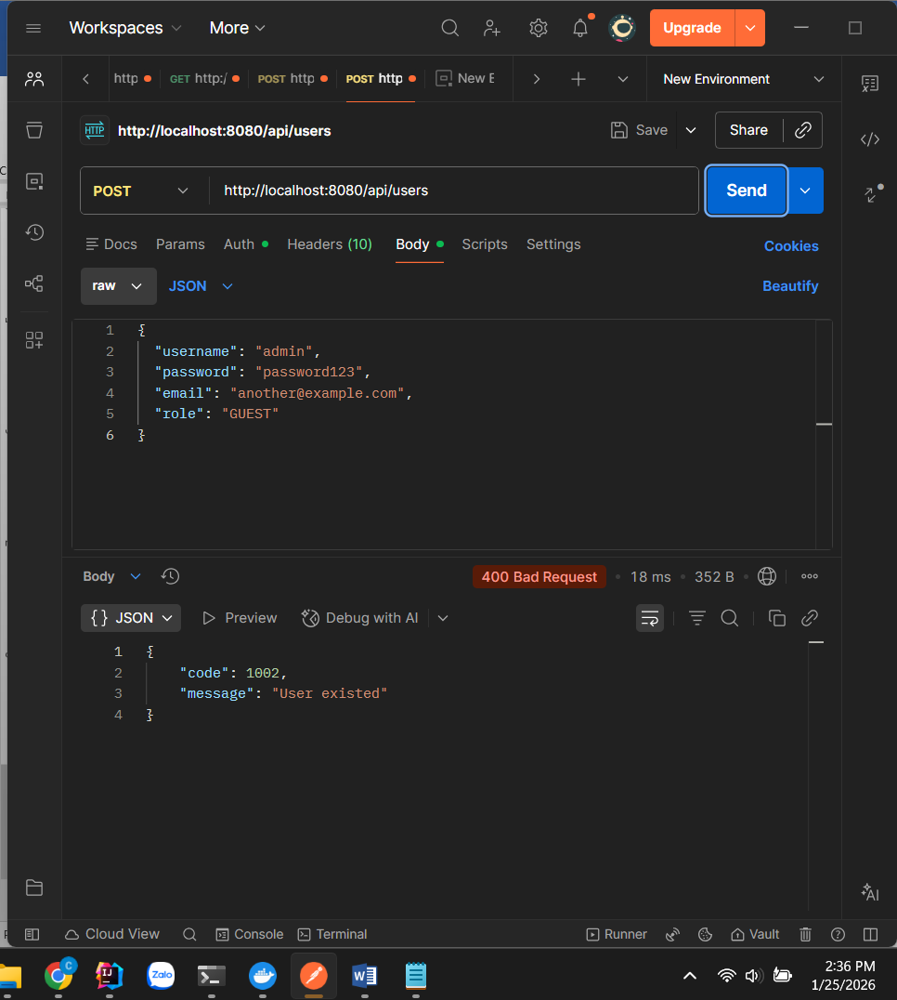 Workspaces More Upgrade
http GET http:/ POST http POST http New E New Environment
HTTP http://localhost:8080/api/users Save Share
POST http://localhost:8080/api/users Send
Docs Params Auth Headers (10) Body Scripts Settings Cookies
raw JSON Beautify
1 {
2 "username": "admin",
3 "password": "password123",
4 "email": "another@example.com",
5 "role": "GUEST"
6 }
Body 400 Bad Request 18 ms 352 B
{} JSON Preview Debug with AI
1 {
2 "code": 1002,
3 "message": "User existed"
4 }
AI
Cloud View Console Terminal Runner Vault
C IJ Zalo W
2:36 PM
1/25/2026